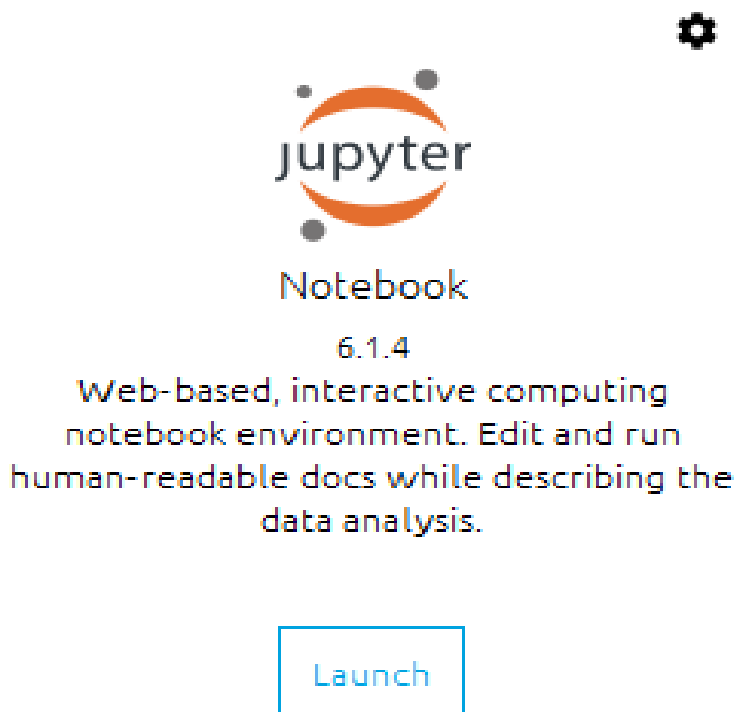 jupyter
Notebook
6.1.4
Web-based, interactive computing
notebook environment. Edit and run
human-readable docs while describing the
data analysis.
Launch